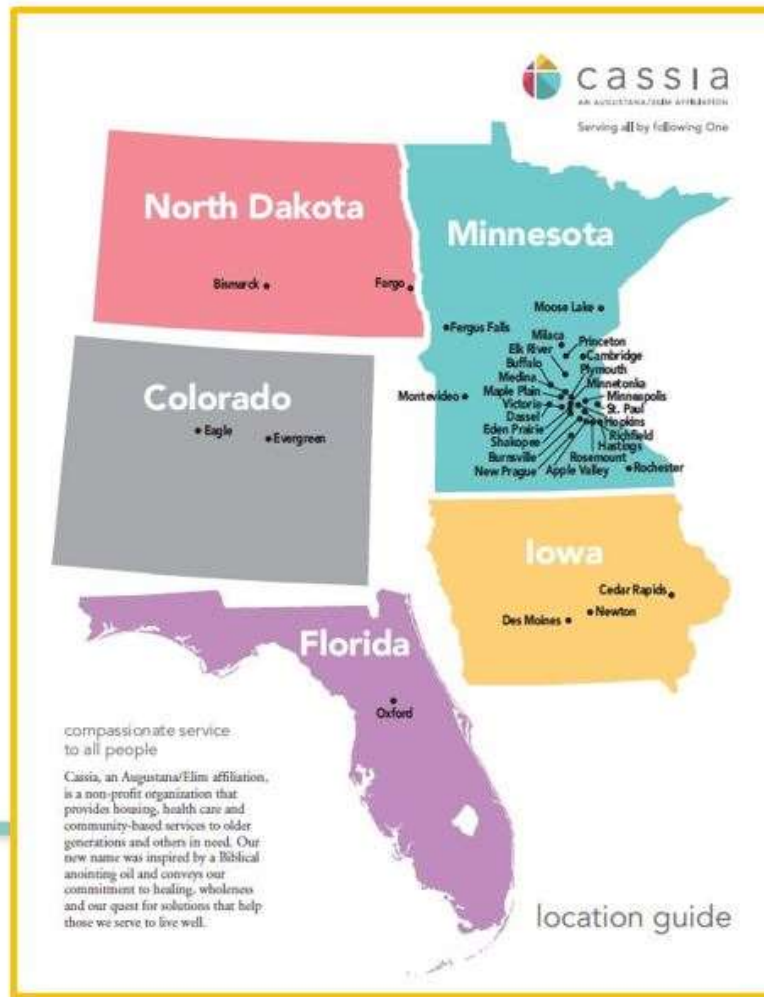 cassia
AN AUGUSTANA/ELIM AFFILIATION
Serving all by following One
North Dakota
Bismarck
Fargo
Minnesota
Moose Lake
Fergus Falls
Milaca
Princeton
Elk River
Cambridge
Buffalo
Plymouth
Medina
Minnetonka
Montevideo
Maple Plain
Minneapolis
Victoria
St. Paul
Dassel
Hopkins
Eden Prairie
Richfield
Shakopee
Hastings
Burnsville
Rosemount
New Prague
Apple Valley
Rochester
Colorado
Eagle
Evergreen
Iowa
Cedar Rapids
Newton
Des Moines
Florida
Oxford
compassionate service
to all people
Cassia, an Augustana/Elim affiliation,
is a non-profit organization that
provides housing, health care and
community-based services to older
generations and others in need. Our
new name was inspired by a Biblical
anointing oil and conveys our
commitment to healing, wholeness
and our quest for solutions that help
those we serve to live well.
location guide